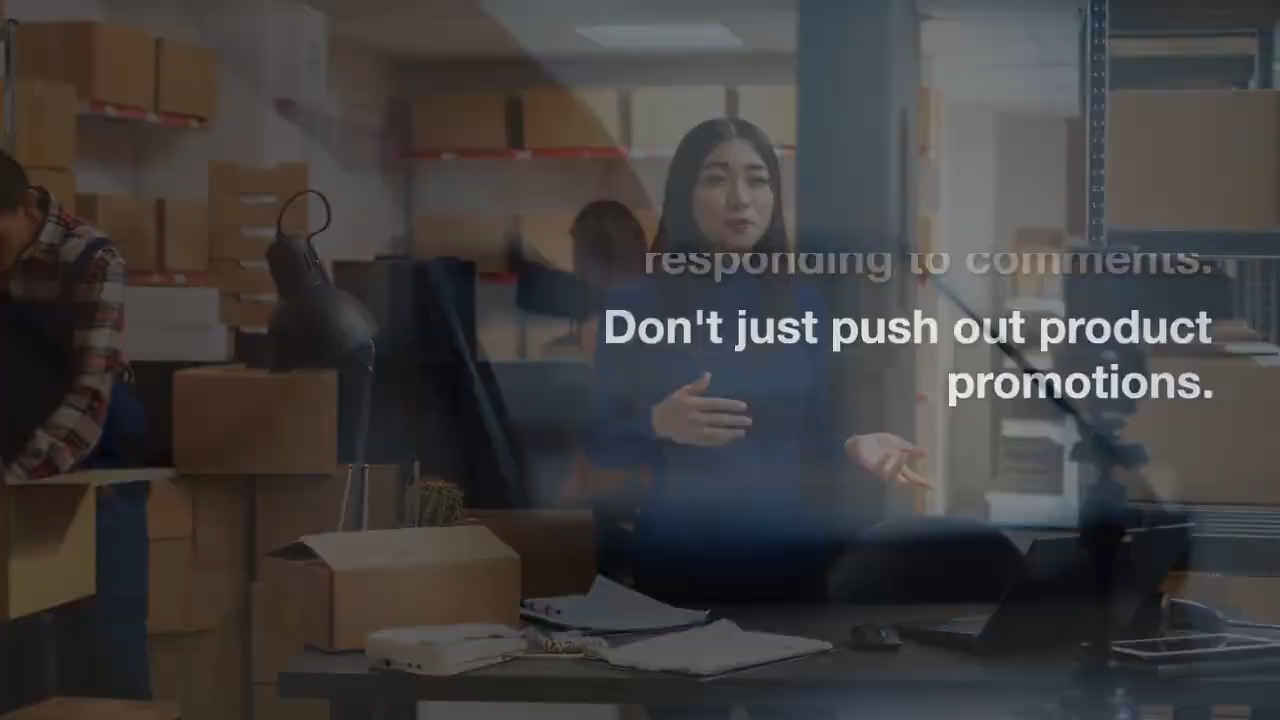 responding to comments.
Don't just push out product
promotions.